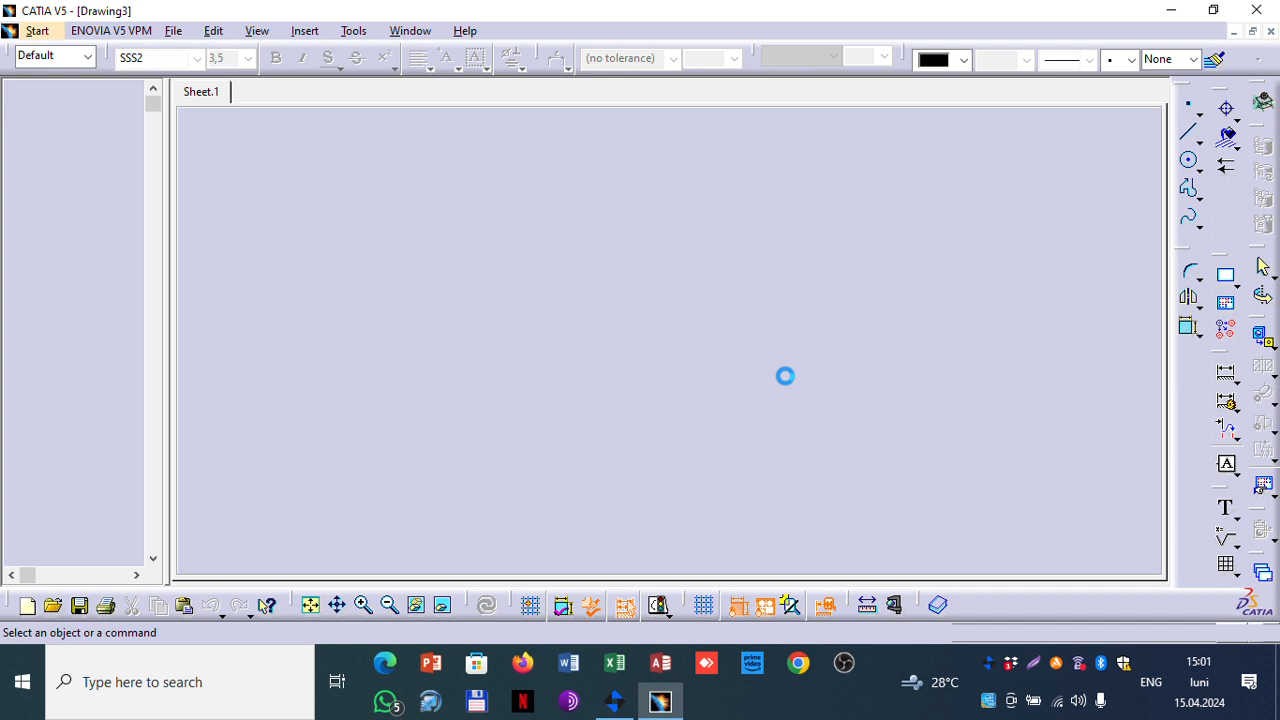 CATIA V5 - [Drawing3]
Start ENOVIA V5 VPM File Edit View Insert Tools Window Help
Default SSS2 3,5 B I S (no tolerance) None
Sheet.1
CATIA
Select an object or a command
Type here to search
5
28°C
ENG
15:01
luni
15.04.2024